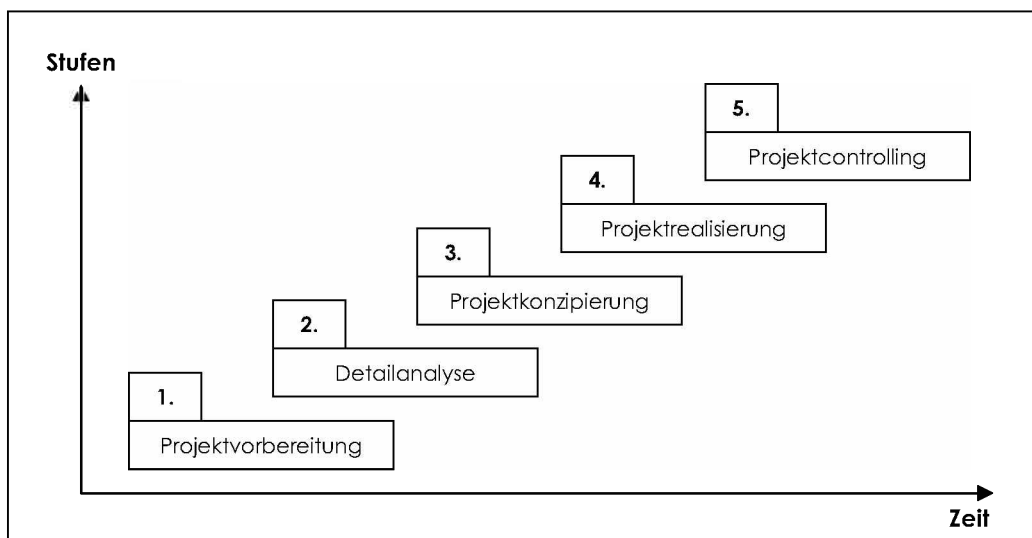 Stufen
5.
Projektcontrolling
4.
Projektrealisierung
3.
Projektkonzipierung
2.
Detailanalyse
1.
Projektvorbereitung
Zeit